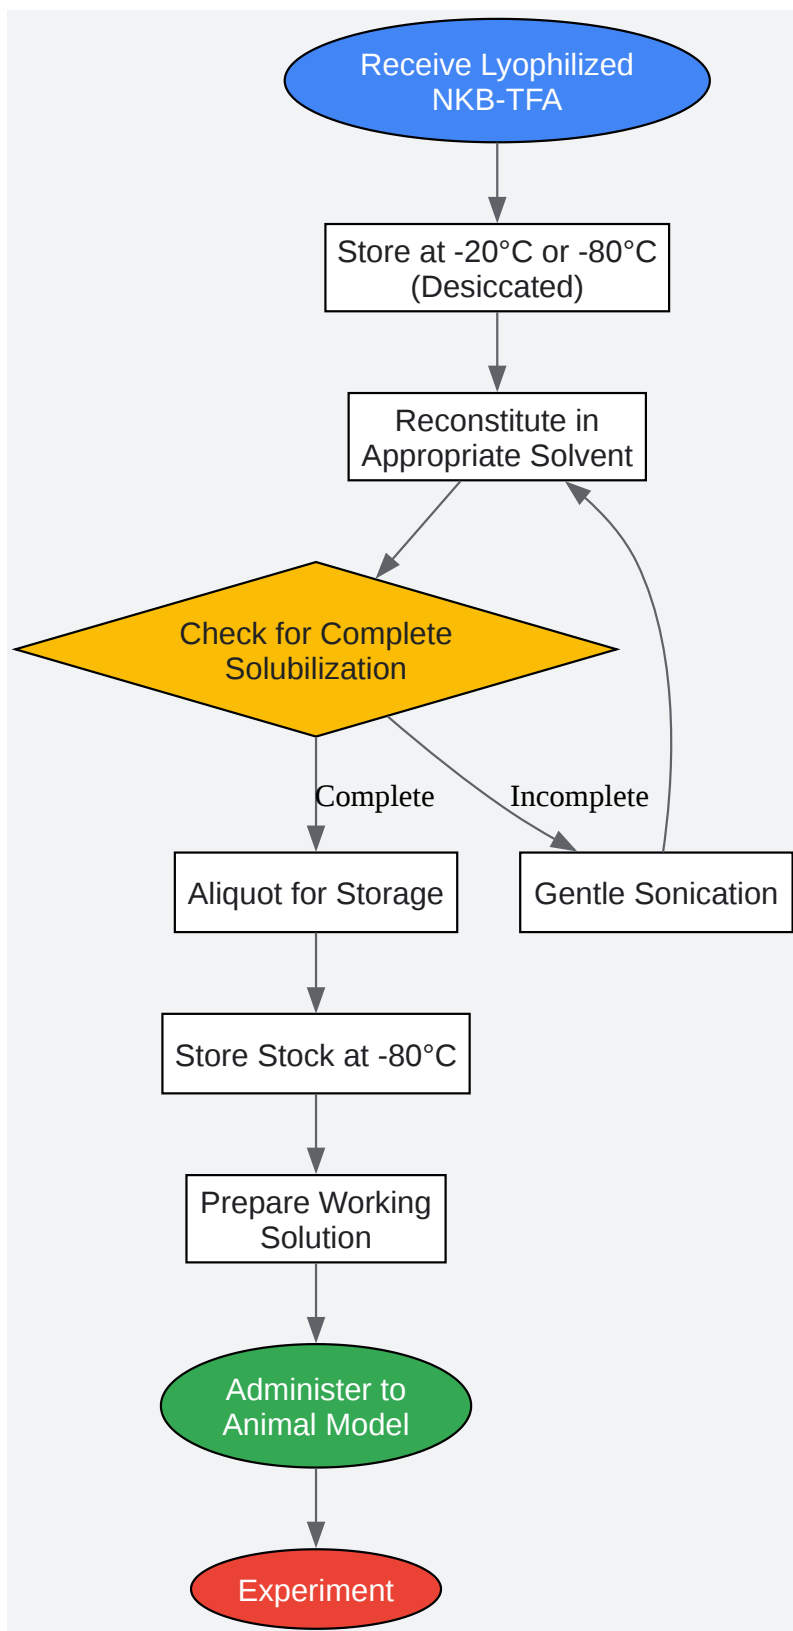 Receive Lyophilized
NKB-TFA
Store at -20°C or -80°C
(Desiccated)
Reconstitute in
Appropriate Solvent
Check for Complete
Solubilization
Complete
Incomplete
Aliquot for Storage
Gentle Sonication
Store Stock at -80°C
Prepare Working
Solution
Administer to
Animal Model
Experiment